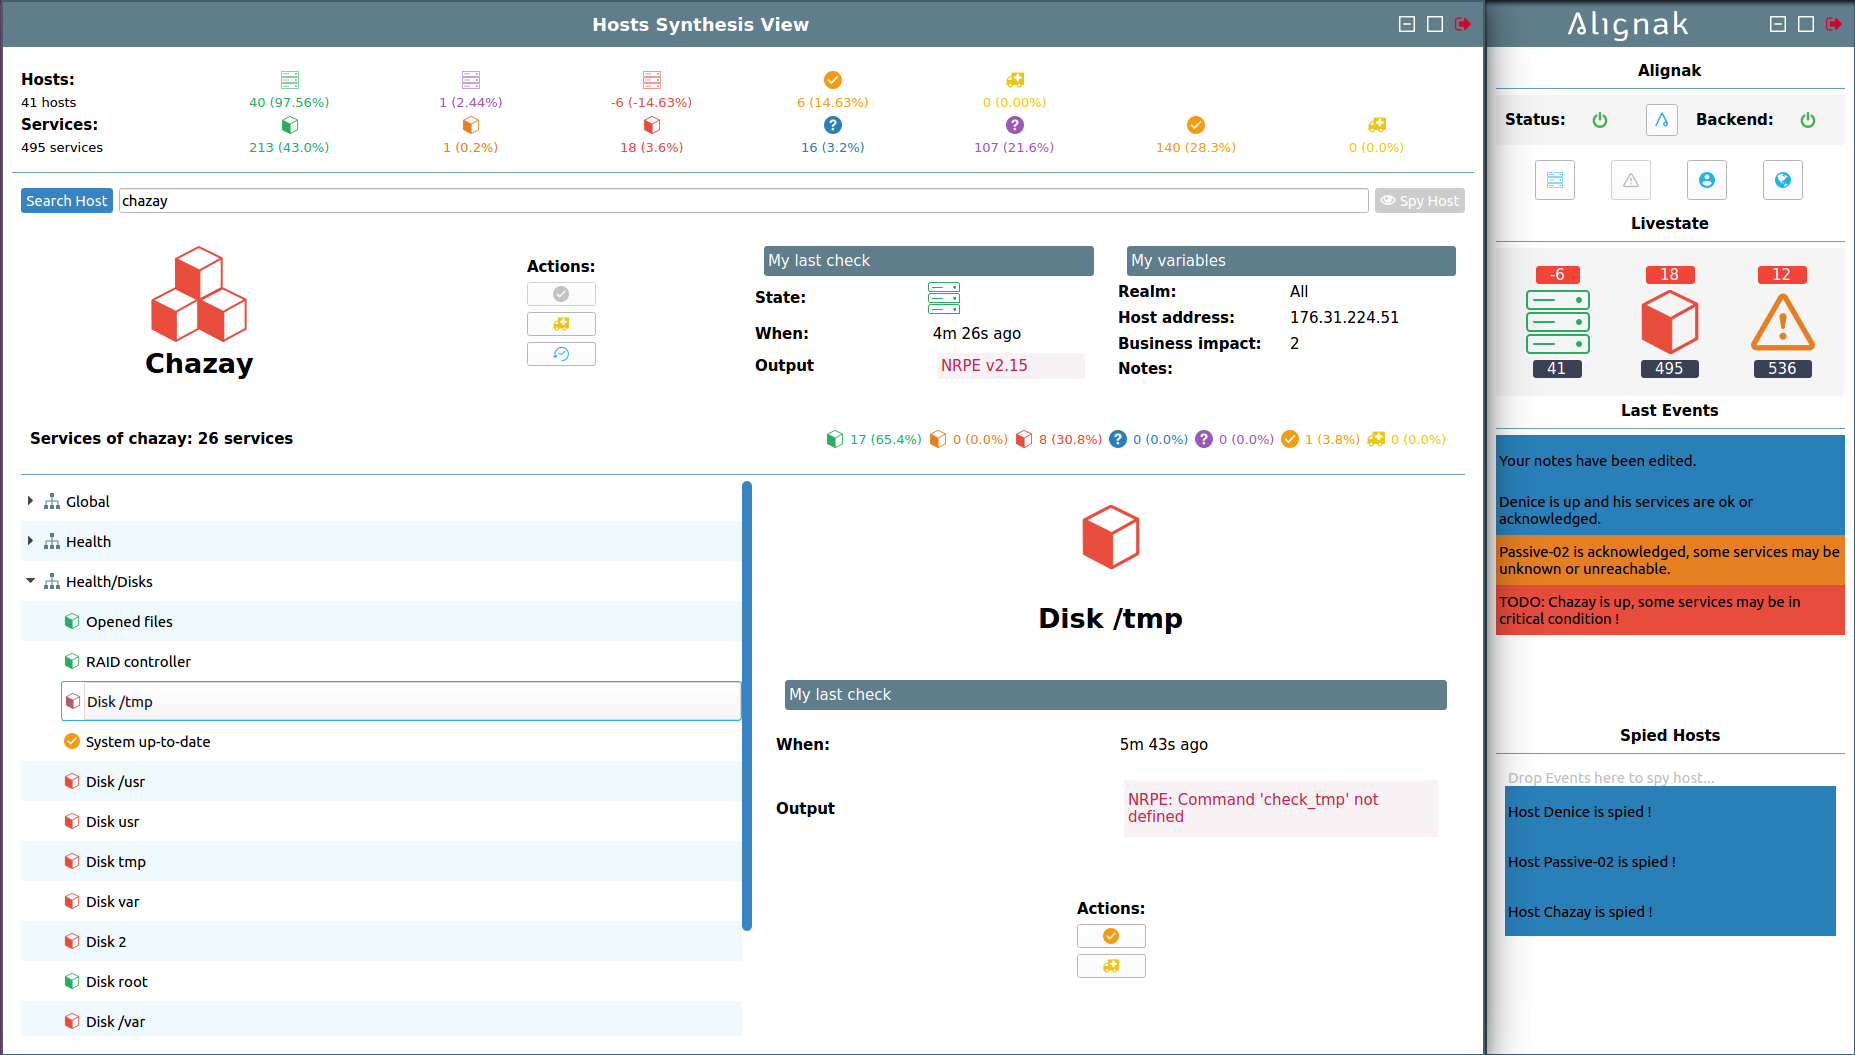 Hosts Synthesis View
Hosts:
41 hosts
40 (97.56%)
1 (2.44%)
-6 (-14.63%)
6 (14.63%)
0 (0.00%)
Services:
495 services
213 (43.0%)
1 (0.2%)
18 (3.6%)
16 (3.2%)
107 (21.6%)
140 (28.3%)
0 (0.0%)
Search Host
chazay
Spy Host
Chazay
Actions:
My last check
State:
When:
4m 26s ago
Output
NRPE v2.15
My variables
Realm:
All
Host address:
176.31.224.51
Business impact:
2
Notes:
Services of chazay: 26 services
17 (65.4%)
0 (0.0%)
8 (30.8%)
0 (0.0%)
0 (0.0%)
1 (3.8%)
0 (0.0%)
Global
Health
Health/Disks
Opened files
RAID controller
Disk /tmp
System up-to-date
Disk /usr
Disk usr
Disk tmp
Disk var
Disk 2
Disk root
Disk /var
Disk /tmp
My last check
When:
5m 43s ago
Output
NRPE: Command 'check_tmp' not
defined
Actions:
Alignak
Alignak
Status:
Backend:
Livestate
-6
18
12
41
495
536
Last Events
Your notes have been edited.
Denice is up and his services are ok or
acknowledged.
Passive-02 is acknowledged, some services may be
unknown or unreachable.
TODO: Chazay is up, some services may be in
critical condition !
Spied Hosts
Drop Events here to spy host...
Host Denice is spied !
Host Passive-02 is spied !
Host Chazay is spied !